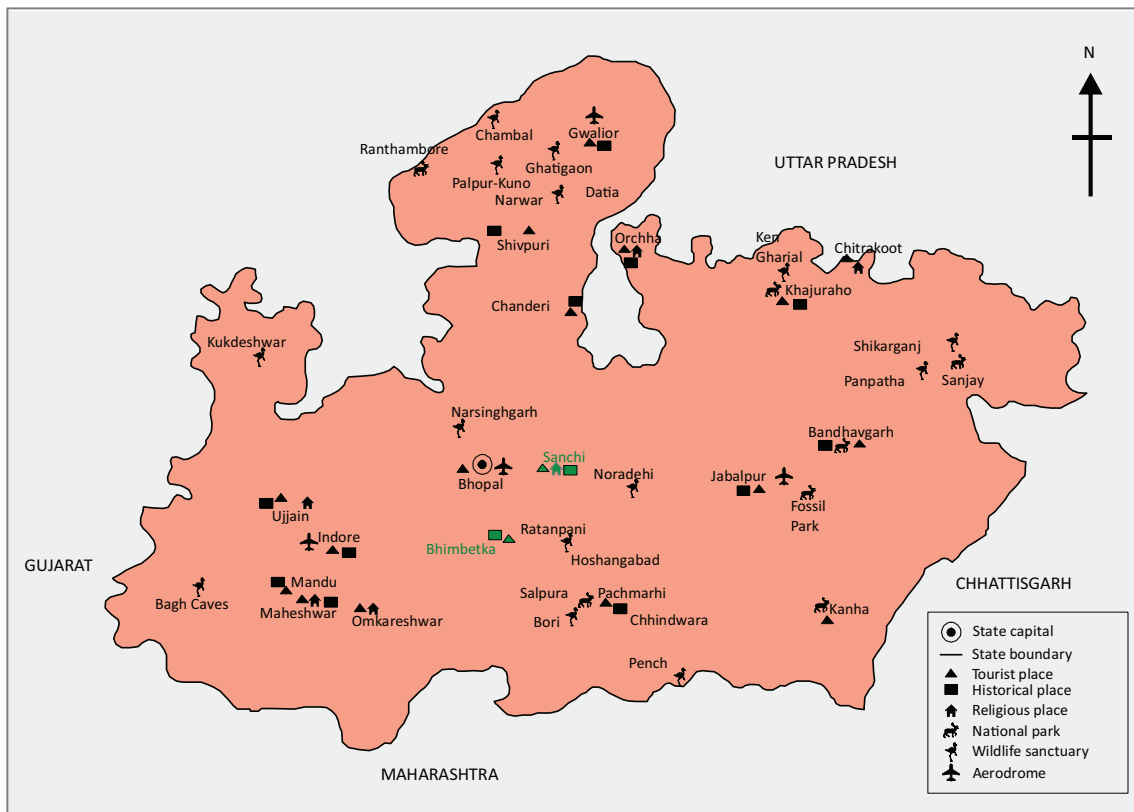 N
Chambal
Gwalior
Ranthambore
Ghatigaon
UTTAR PRADESH
Palpur-Kuno
Narwar
Datia
Shivpuri
Orchha
Ken
Gharial
Chitrakoot
Khajuraho
Chanderi
Kukdeshwar
Shikarganj
Panpatha
Sanjay
Narsinghgarh
Bandhavgarh
Sanchi
Bhopal
Noradehi
Jabalpur
Fossil
Park
Ujjain
Indore
Ratanpani
Bhimbetka
Hoshangabad
GUJARAT
CHHATTISGARH
Mandu
Bagh Caves
Maheshwar
Omkareshwar
Salpura
Pachmarhi
Bori
Chhindwara
Kanha
Pench
MAHARASHTRA
State capital
State boundary
Tourist place
Historical place
Religious place
National park
Wildlife sanctuary
Aerodrome